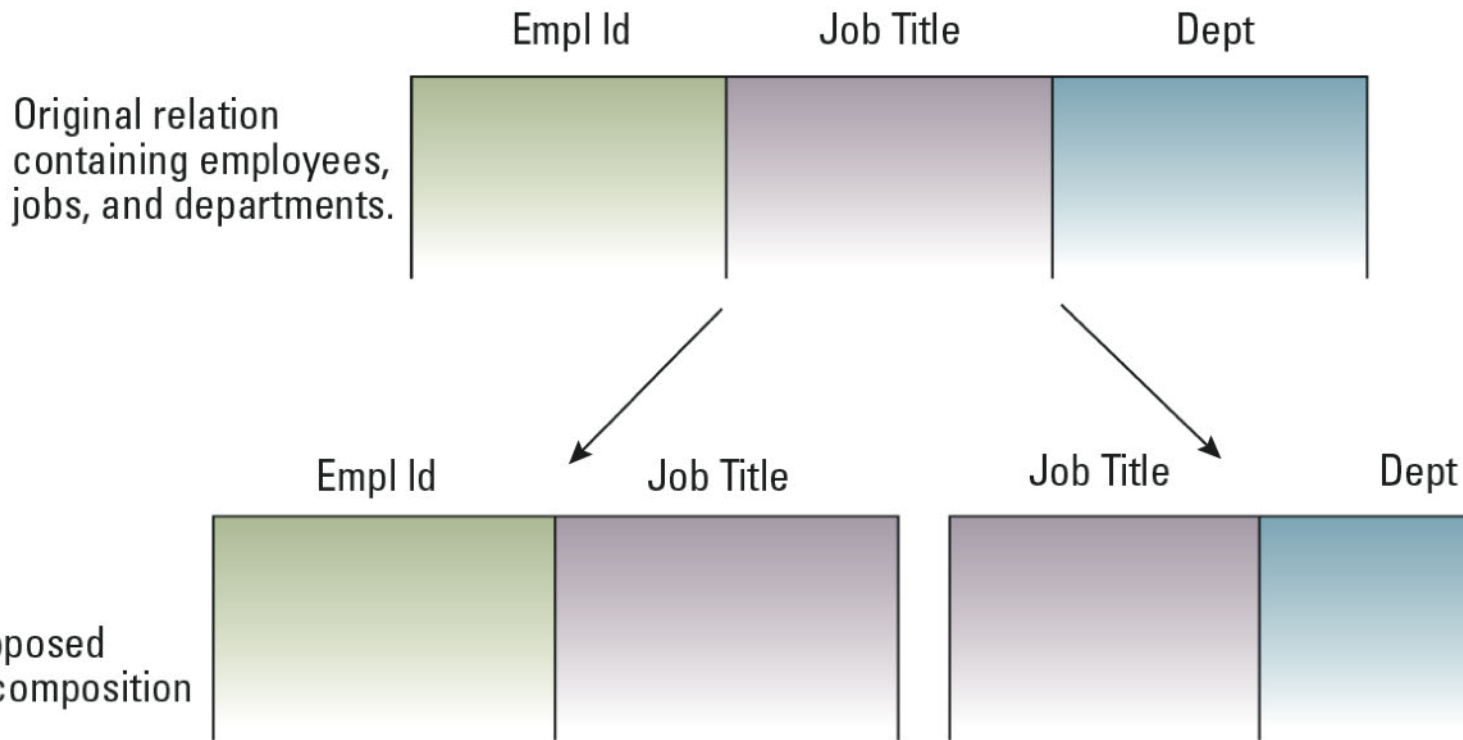 Empl Id Job Title Dept
Original relation
containing employees,
jobs, and departments.
Empl Id Job Title Job Title Dept
posed
composition